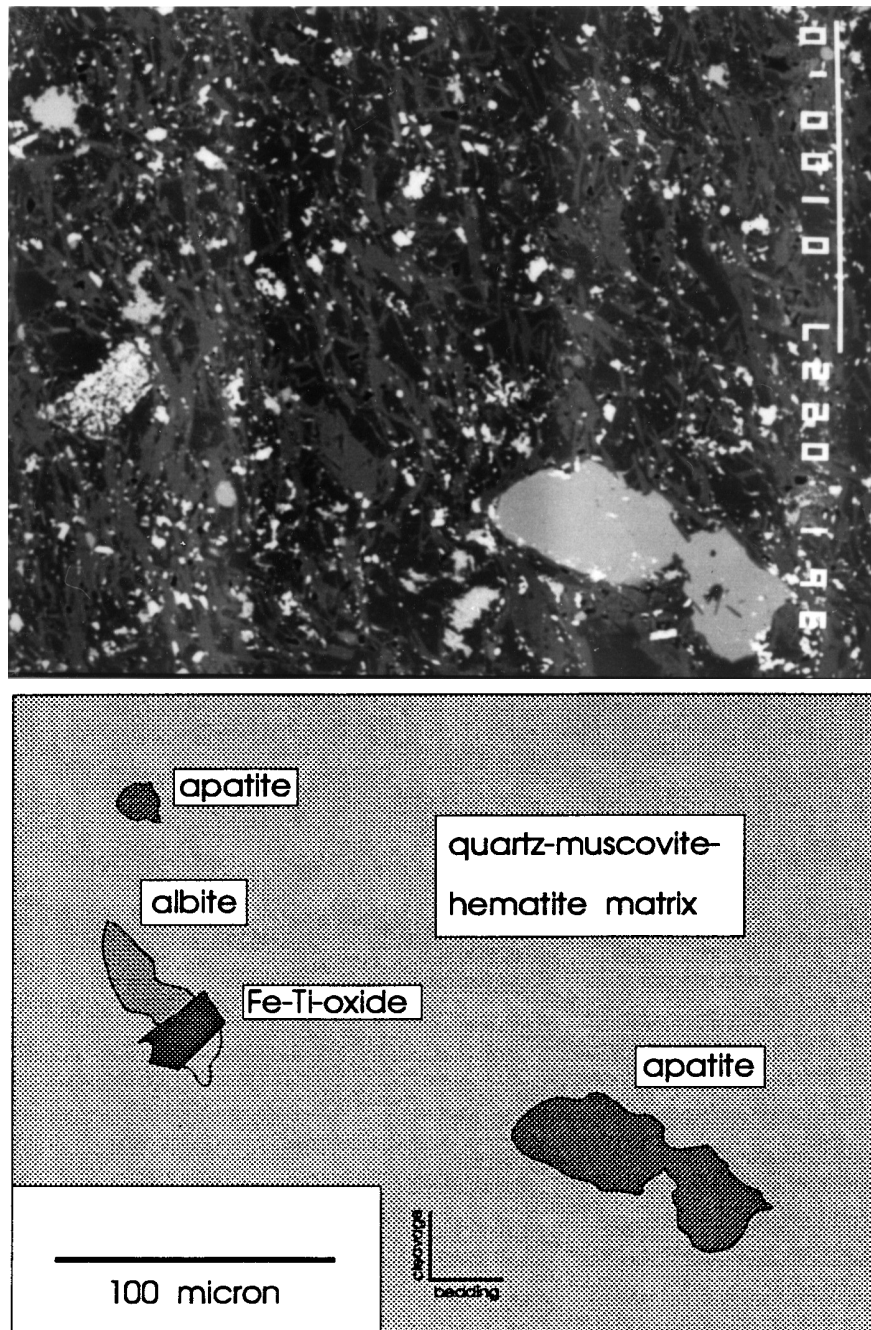 apatite
albite
quartz-muscovite-
hematite matrix
Fe-Ti-oxide
apatite
cleavage
bedding
100 micron